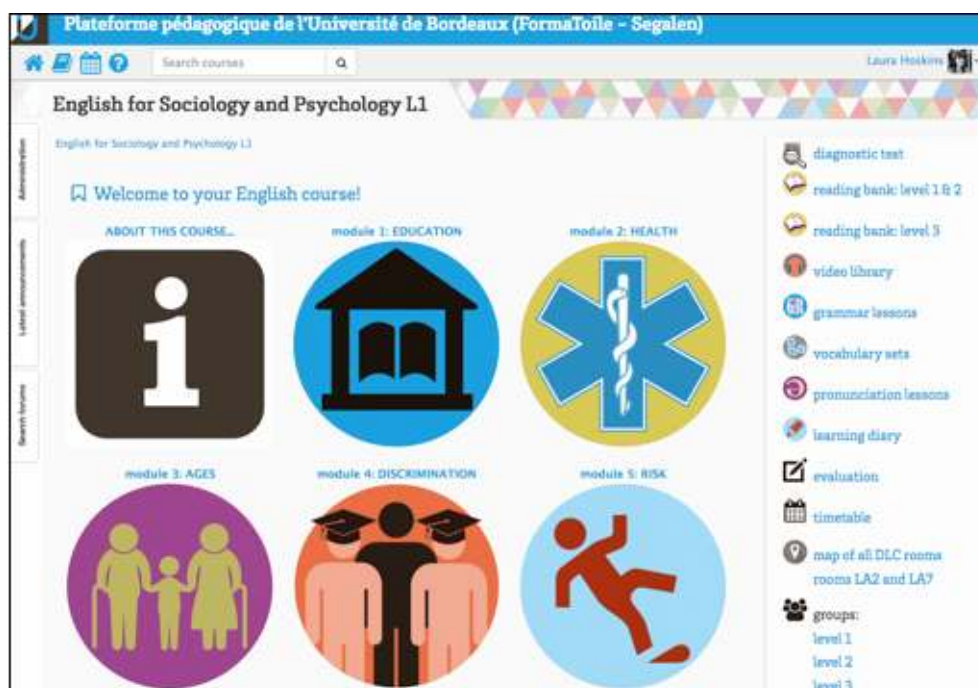 Plateforme pédagogique de l'Université de Bordeaux (FormaToile - Segalen)
Search courses
Laura Hoskins
English for Sociology and Psychology L1
Administration
Latest announcements
Search forums
English for Sociology and Psychology L1
Welcome to your English course!
ABOUT THIS COURSE...
module 1: EDUCATION
module 2: HEALTH
module 3: AGES
module 4: DISCRIMINATION
module 5: RISK
diagnostic test
reading bank: level 1 & 2
reading bank: level 3
video library
grammar lessons
vocabulary sets
pronunciation lessons
learning diary
evaluation
timetable
map of all DLC rooms
rooms LA2 and LA7
groups:
level 1
level 2
level 3